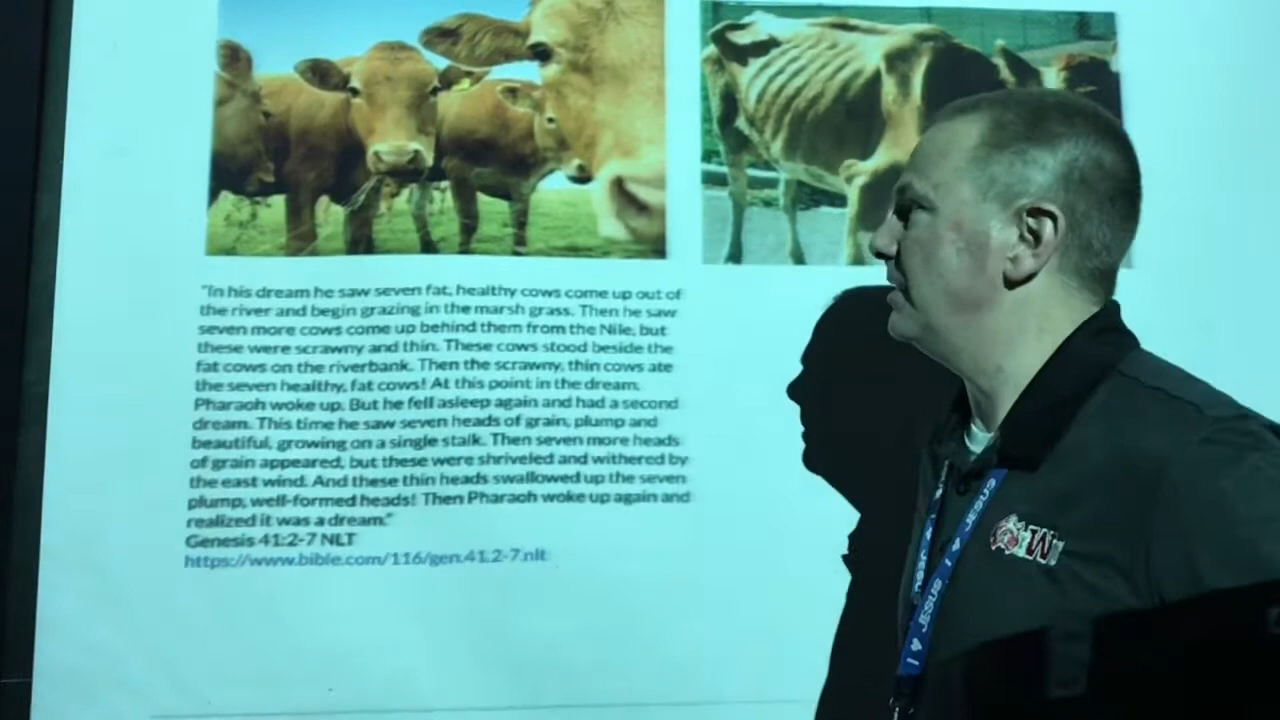 "In his dream he saw seven fat, healthy cows come up out of
the river and begin grazing in the marsh grass. Then he saw
seven more cows come up behind them from the Nile, but
these were scrawny and thin. These cows stood beside the
fat cows on the riverbank. Then the scrawny, thin cows ate
the seven healthy, fat cows! At this point in the dream,
Pharaoh woke up. But he fell asleep again and had a second
dream. This time he saw seven heads of grain, plump and
beautiful, growing on a single stalk. Then seven more heads
of grain appeared, but these were shriveled and withered by
the east wind. And these thin heads swallowed up the seven
plump, well-formed heads! Then Pharaoh woke up again and
realized it was a dream."
Genesis 41:2-7 NLT
https://www.bible.com/116/gen.41.2-7.nlt
W
JESUS
JESUS
JESUS
4